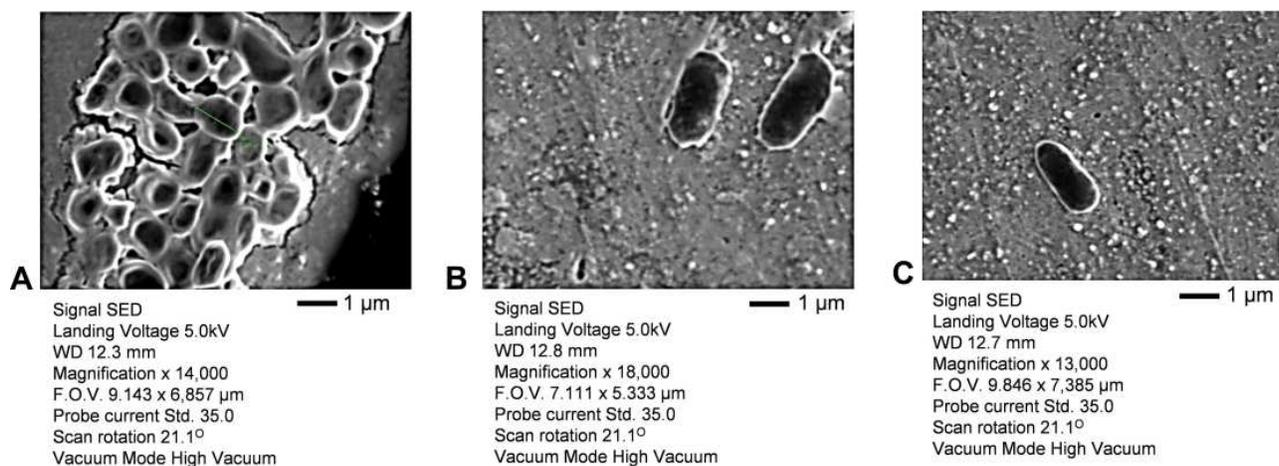 A
1 µm
Signal SED
Landing Voltage 5.0kV
WD 12.3 mm
Magnification x 14,000
F.O.V. 9.143 x 6,857 µm
Probe current Std. 35.0
Scan rotation 21.1ᴼ
Vacuum Mode High Vacuum
B
1 µm
Signal SED
Landing Voltage 5.0kV
WD 12.8 mm
Magnification x 18,000
F.O.V. 7.111 x 5.333 µm
Probe current Std. 35.0
Scan rotation 21.1ᴼ
Vacuum Mode High Vacuum
C
1 µm
Signal SED
Landing Voltage 5.0kV
WD 12.7 mm
Magnification x 13,000
F.O.V. 9.846 x 7,385 µm
Probe current Std. 35.0
Scan rotation 21.1ᴼ
Vacuum Mode High Vacuum